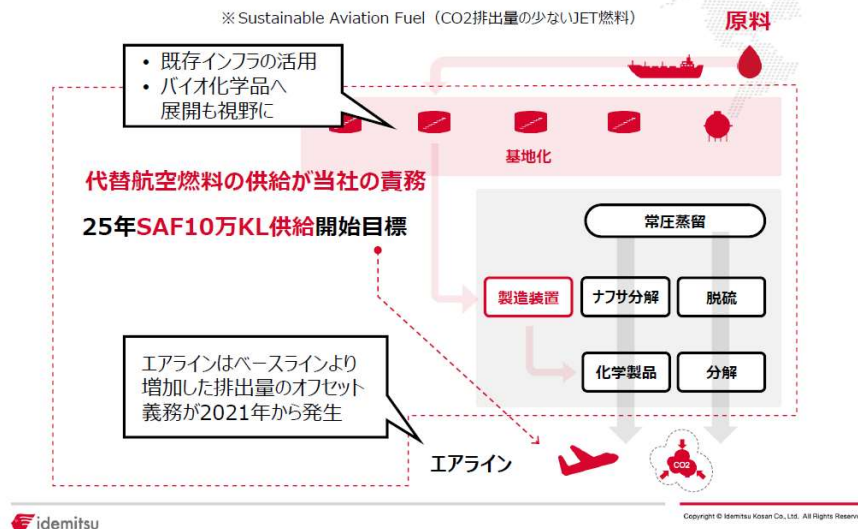 ※Sustainable Aviation Fuel（CO2排出量の少ないJET燃料）
原料
• 既存インフラの活用
• バイオ化学品へ
展開も視野に
基地化
代替航空燃料の供給が当社の責務
25年SAF10万KL供給開始目標
常圧蒸留
製造装置
ナフサ分解
脱硫
化学製品
分解
エアラインはベースラインより
増加した排出量のオフセット
義務が2021年から発生
エアライン
CO2
idemitsu
Copyright © Idemitsu Kosan Co., Ltd. All Rights Reserve